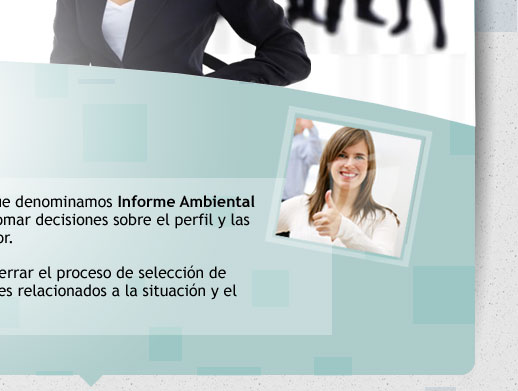 ue denominamos Informe Ambiental
omar decisiones sobre el perfil y las
or.
errar el proceso de selección de
es relacionados a la situación y el